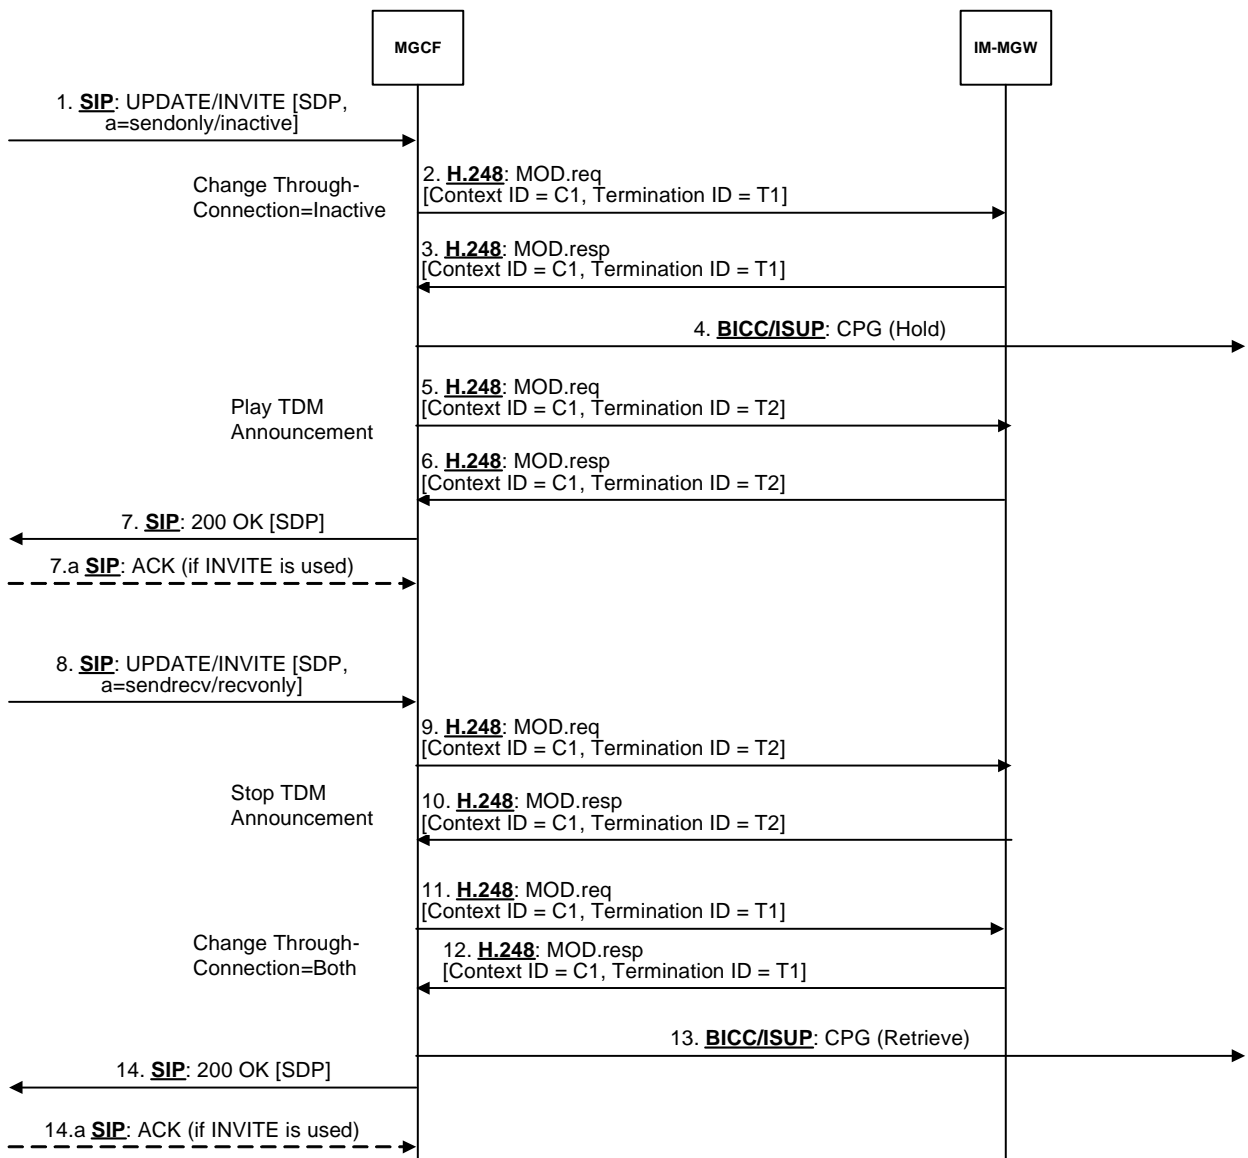 MGCF
IM-MGW
1. SIP: UPDATE/INVITE [SDP,
a=sendonly/inactive]
Change Through-
Connection=Inactive
2. H.248: MOD.req
[Context ID = C1, Termination ID = T1]
3. H.248: MOD.resp
[Context ID = C1, Termination ID = T1]
4. BICC/ISUP: CPG (Hold)
Play TDM
Announcement
5. H.248: MOD.req
[Context ID = C1, Termination ID = T2]
6. H.248: MOD.resp
[Context ID = C1, Termination ID = T2]
7. SIP: 200 OK [SDP]
7.a SIP: ACK (if INVITE is used)
8. SIP: UPDATE/INVITE [SDP,
a=sendrecv/recvonly]
9. H.248: MOD.req
[Context ID = C1, Termination ID = T2]
Stop TDM
Announcement
10. H.248: MOD.resp
[Context ID = C1, Termination ID = T2]
11. H.248: MOD.req
[Context ID = C1, Termination ID = T1]
Change Through-
Connection=Both
12. H.248: MOD.resp
[Context ID = C1, Termination ID = T1]
13. BICC/ISUP: CPG (Retrieve)
14. SIP: 200 OK [SDP]
14.a SIP: ACK (if INVITE is used)